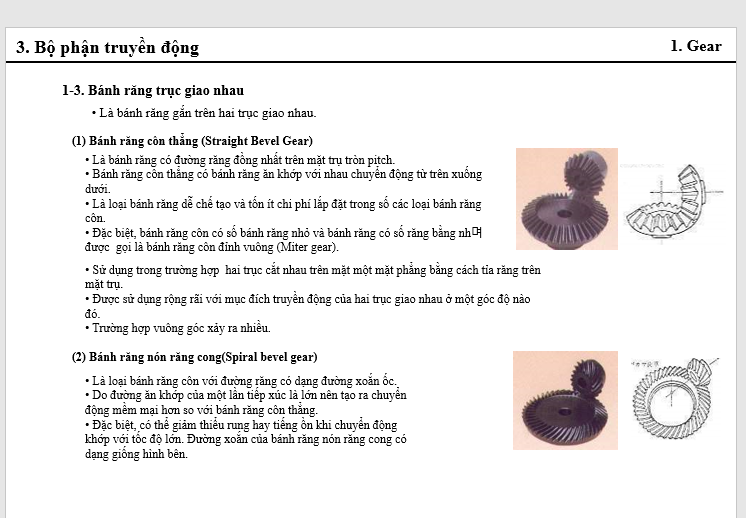 3. Bộ phận truyền động
1. Gear
1-3. Bánh răng trục giao nhau
• Là bánh răng gắn trên hai trục giao nhau.
(1) Bánh răng côn thẳng (Straight Bevel Gear)
• Là bánh răng có đường răng đồng nhất trên mặt trụ tròn pitch.
• Bánh răng côn thẳng có bánh răng ăn khớp với nhau chuyển động từ trên xuống
dưới.
• Là loại bánh răng dễ chế tạo và tốn ít chi phí lắp đặt trong số các loại bánh răng
côn.
• Đặc biệt, bánh răng côn có số bánh răng nhỏ và bánh răng có số răng bằng nh머
được gọi là bánh răng côn đính vuông (Miter gear).
• Sử dụng trong trường hợp hai trục cắt nhau trên mặt một mặt phẳng bằng cách tỉa răng trên
mặt trụ.
• Được sử dụng rộng rãi với mục đích truyền động của hai trục giao nhau ở một góc độ nào
đó.
• Trường hợp vuông góc xảy ra nhiều.
(2) Bánh răng nón răng cong(Spiral bevel gear)
• Là loại bánh răng côn với đường răng có dạng đường xoắn ốc.
• Do đường ăn khớp của một lần tiếp xúc là lớn nên tạo ra chuyển
động mềm mại hơn so với bánh răng côn thẳng.
• Đặc biệt, có thể giảm thiểu rung hay tiếng ồn khi chuyển động
khớp với tốc độ lớn. Đường xoắn của bánh răng nón răng cong có
dạng giống hình bên.